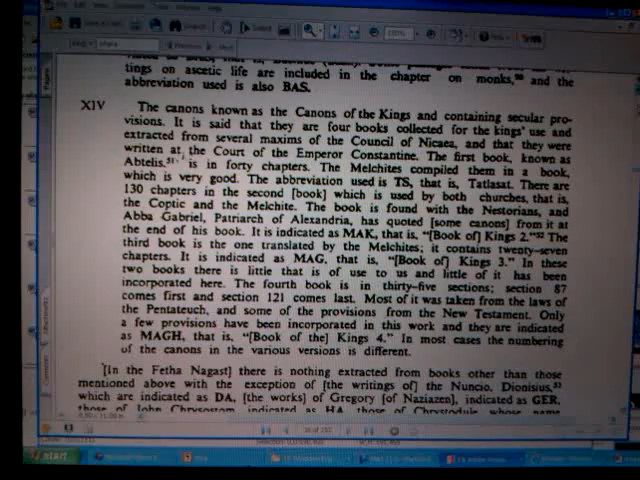 tings on ascetic life are included in the chapter on monks,⁵⁰ and the
abbreviation used is also BAS.
XIV The canons known as the Canons of the Kings and containing secular pro-
visions. It is said that they are four books collected for the kings' use and
extracted from several maxims of the Council of Nicaea, and that they were
written at the Court of the Emperor Constantine. The first book, known as
Abtelis.⁵¹ is in forty chapters. The Melchites compiled them in a book,
which is very good. The abbreviation used is TS, that is, Tatlasat. There are
130 chapters in the second [book] which is used by both churches, that is,
the Coptic and the Melchite. The book is found with the Nestorians, and
Abba Gabriel, Patriarch of Alexandria, has quoted [some canons] from it at
the end of his book. It is indicated as MAK, that is, "[Book of] Kings 2."⁵² The
third book is the one translated by the Melchites; it contains twenty-seven
chapters. It is indicated as MAG, that is, "[Book of] Kings 3." In these
two books there is little that is of use to us and little of it has been
incorporated here. The fourth book is in thirty-five sections; section 87
comes first and section 121 comes last. Most of it was taken from the laws of
the Pentateuch, and some of the provisions from the New Testament. Only
a few provisions have been incorporated in this work and they are indicated
as MAGH, that is, "[Book of the] Kings 4." In most cases the numbering
of the canons in the various versions is different.
[In the Fetha Nagast] there is nothing extracted from books other than those
mentioned above with the exception of [the writings of] the Nuncio, Dionisius,⁵³
which are indicated as DA, [the works] of Gregory [of Naziazen], indicated as GER,
those of John Chrysostom indicated as HA, those of Chrysodule whose name
start